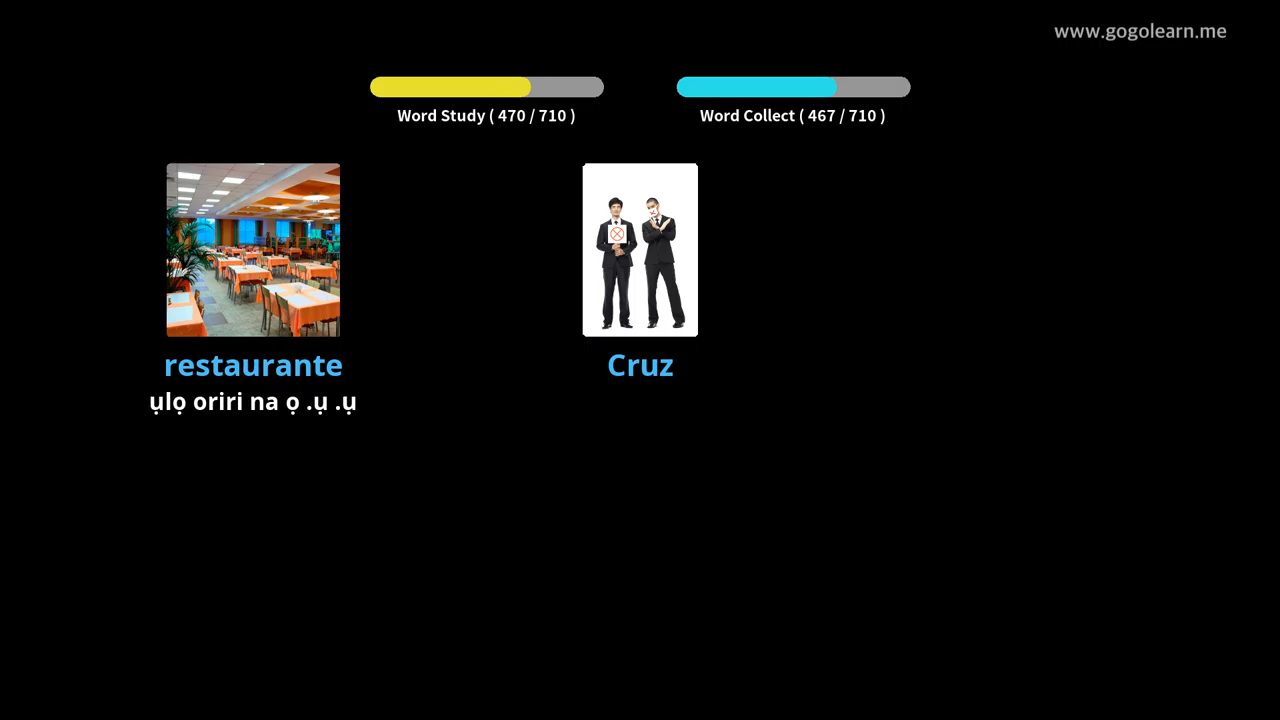 www.gogolearn.me
Word Study ( 470 / 710 )
Word Collect ( 467 / 710 )
restaurante
ụlọ oriri na ọ .ụ .ụ
Cruz